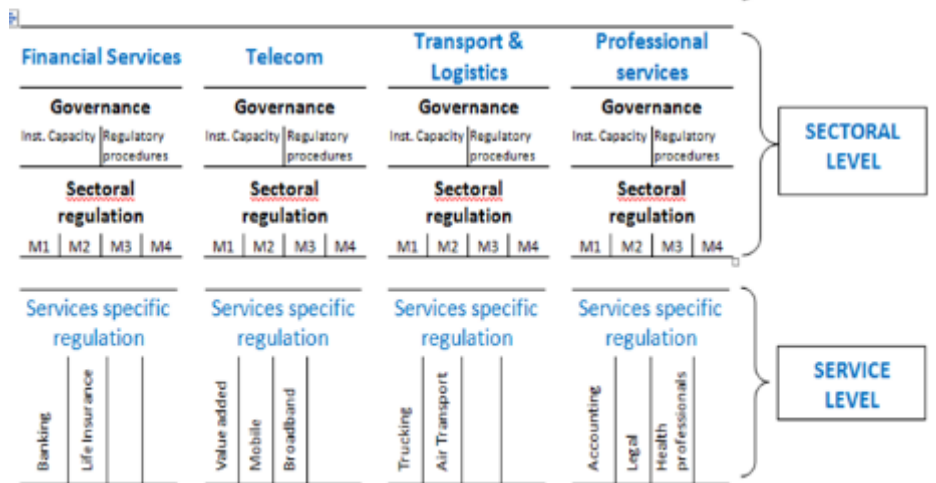 Financial Services
Telecom
Transport &
Logistics
Professional
services
Governance
Inst. Capacity
Regulatory
procedures
Governance
Inst. Capacity
Regulatory
procedures
Governance
Inst. Capacity
Regulatory
procedures
Governance
Inst. Capacity
Regulatory
procedures
Sectoral
regulation
M1 M2 M3 M4
Sectoral
regulation
M1 M2 M3 M4
Sectoral
regulation
M1 M2 M3 M4
Sectoral
regulation
M1 M2 M3 M4
SECTORAL
LEVEL
Services specific
regulation
Banking
Life Insurance
Services specific
regulation
Value added
Mobile
Broadband
Services specific
regulation
Trucking
Air Transport
Services specific
regulation
Accounting
Legal
Health
professionals
SERVICE
LEVEL